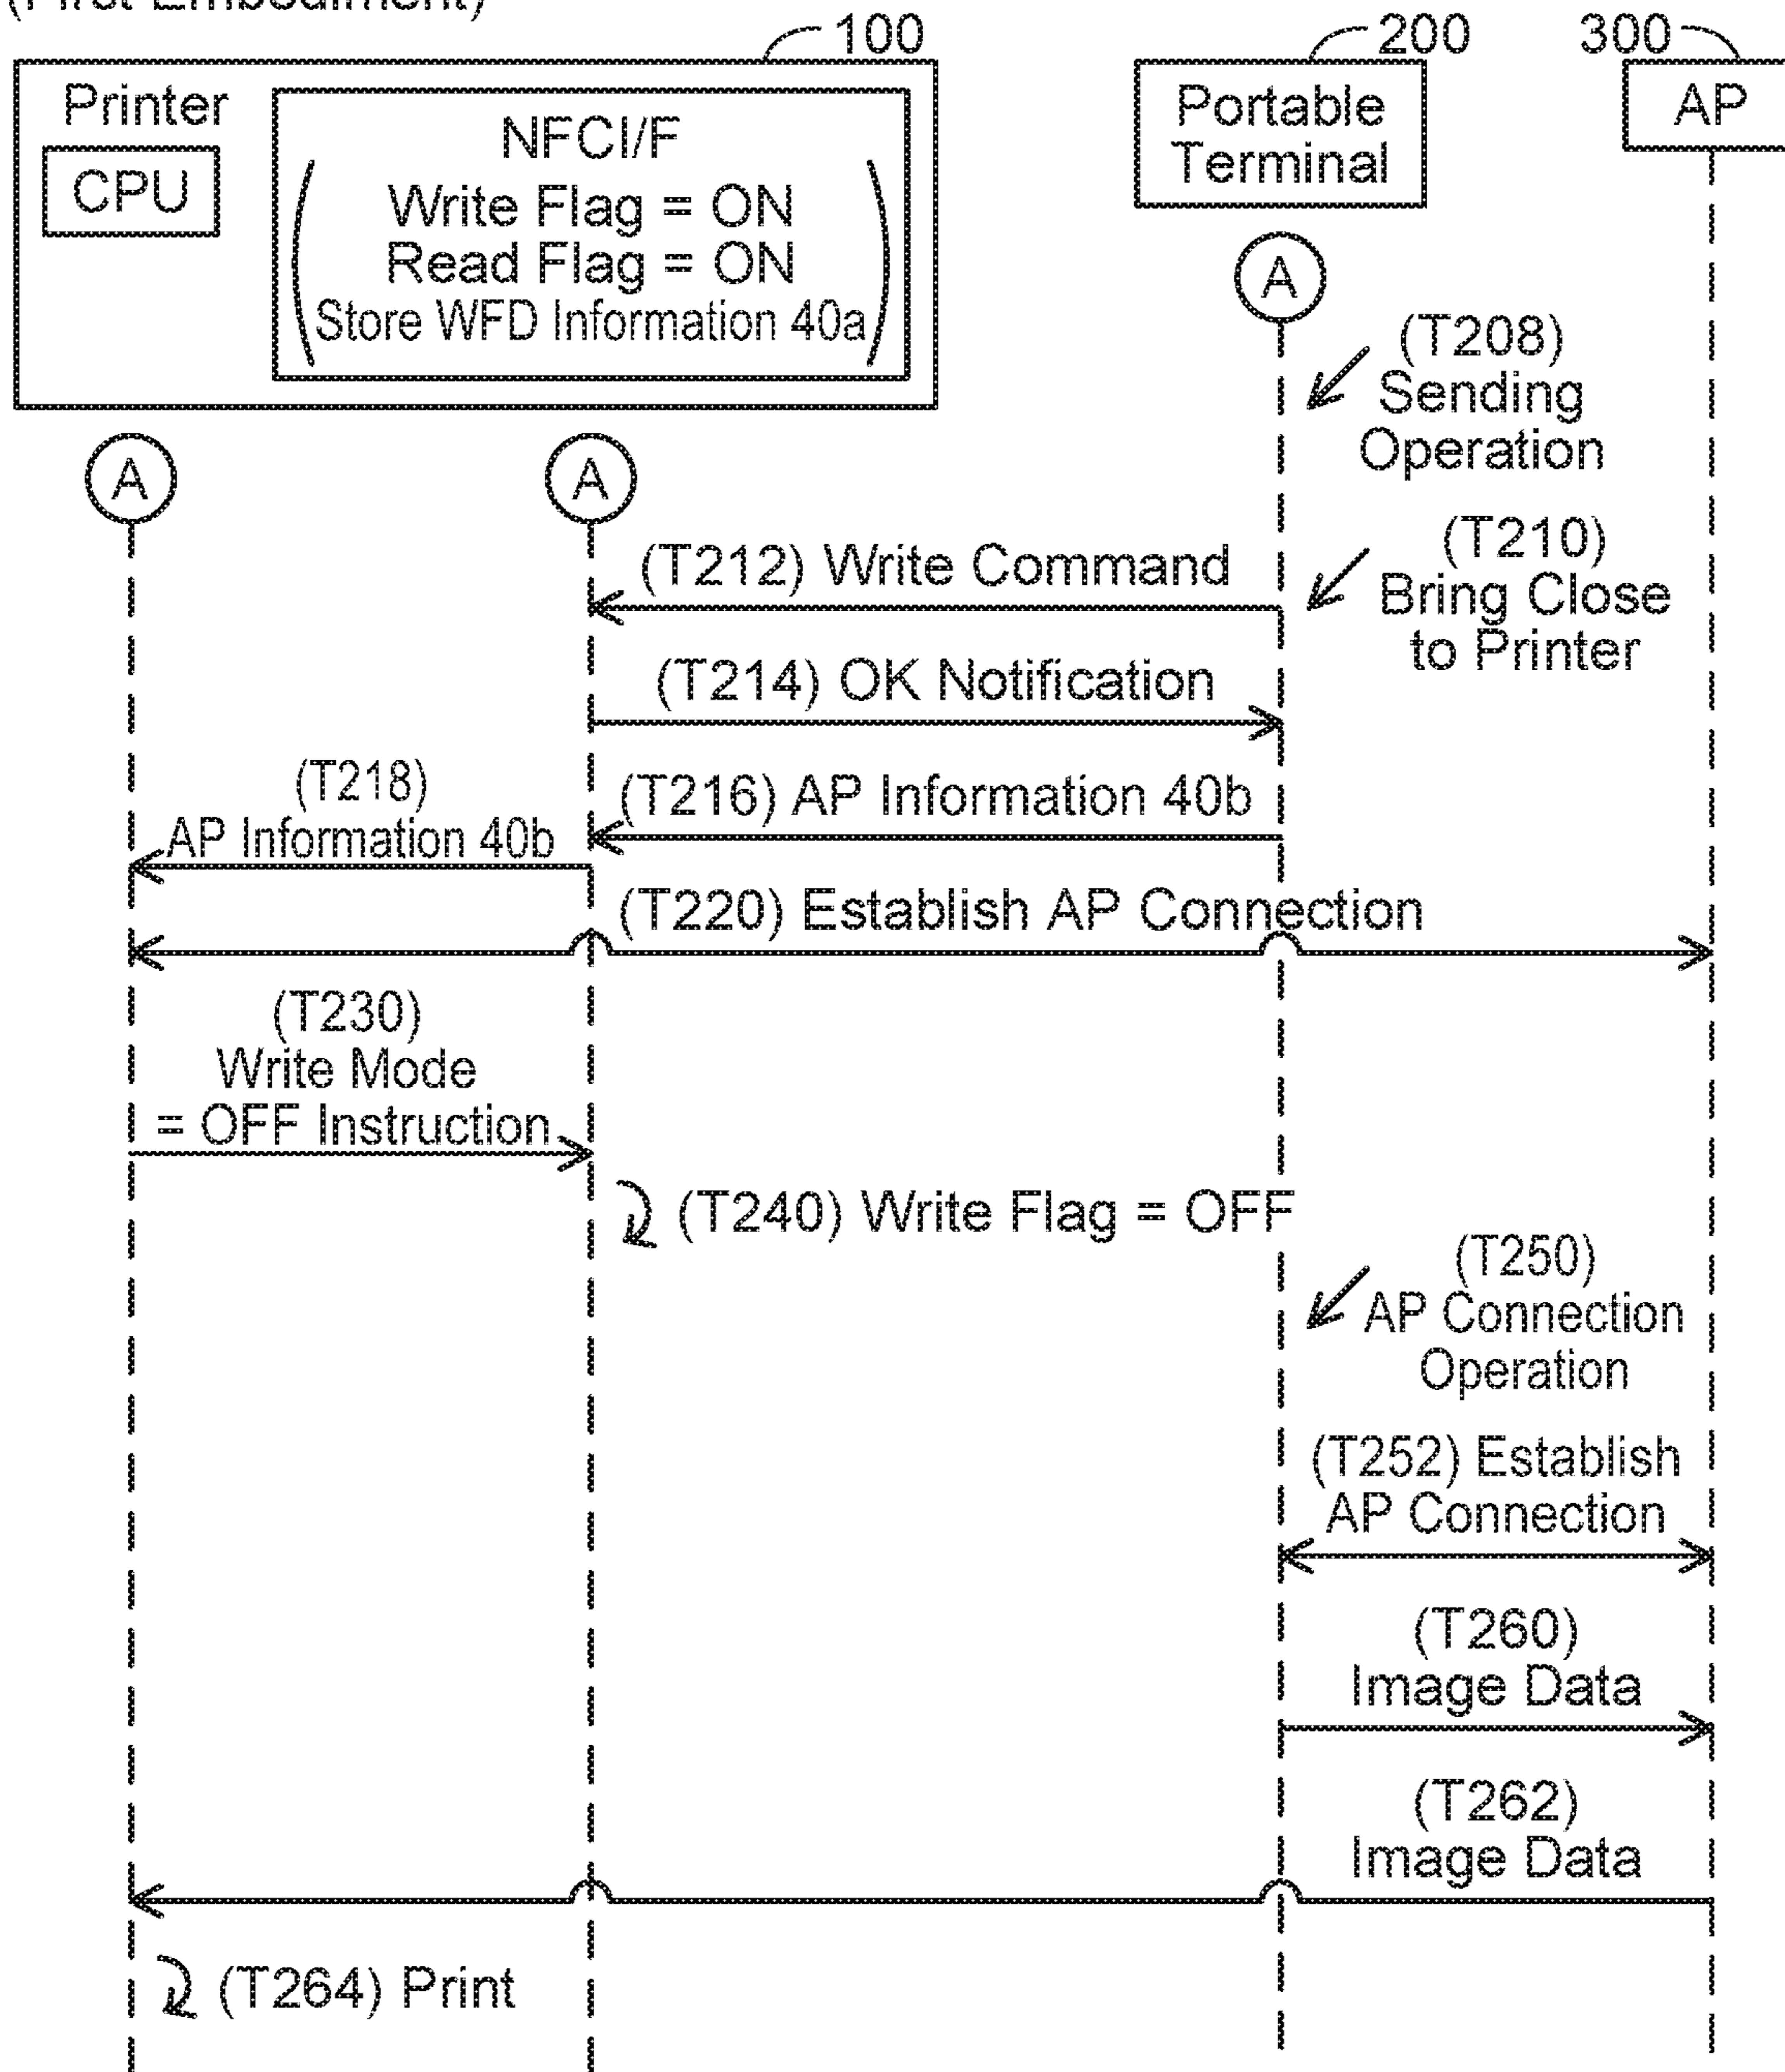 (First Embodiment)
100
200
300
Printer
CPU
NFCI/F
Write Flag = ON
Read Flag = ON
Store WFD Information 40a
Portable
Terminal
AP
A
A
A
(T208)
Sending
Operation
(T210)
Bring Close
to Printer
(T212) Write Command
(T214) OK Notification
(T216) AP Information 40b
(T218)
AP Information 40b
(T220) Establish AP Connection
(T230)
Write Mode
= OFF Instruction
(T240) Write Flag = OFF
(T250)
AP Connection
Operation
(T252) Establish
AP Connection
(T260)
Image Data
(T262)
Image Data
(T264) Print